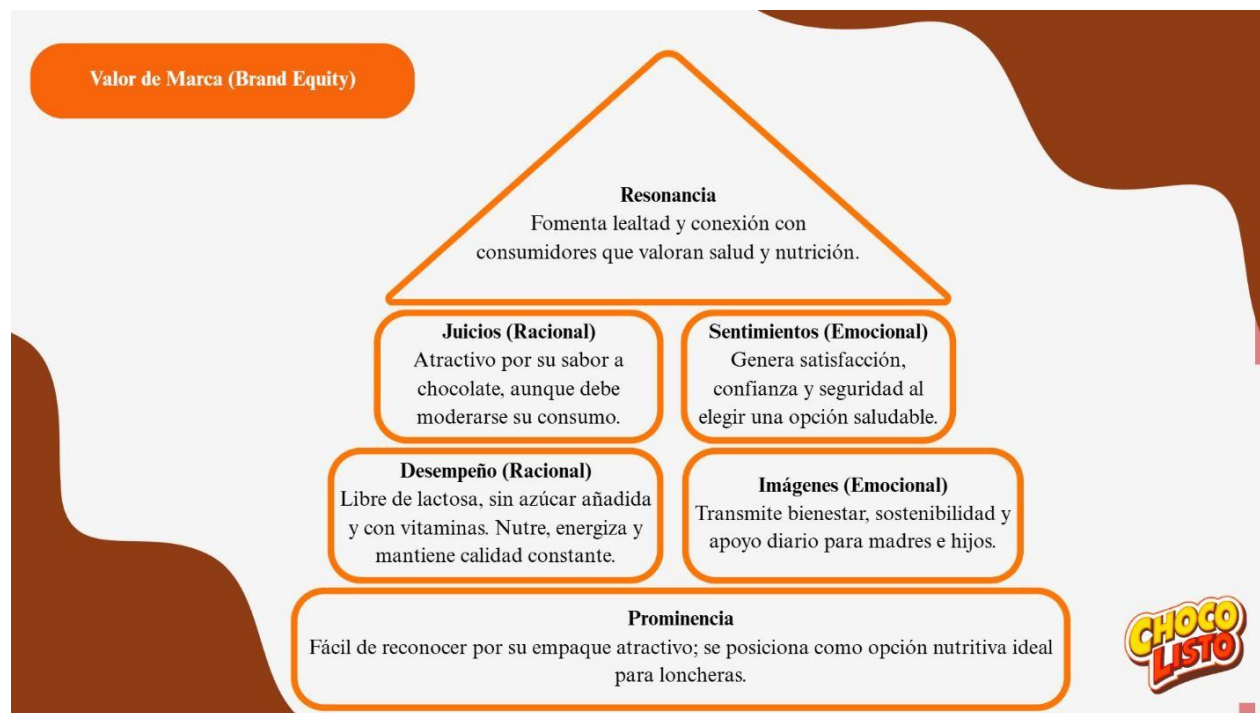 Valor de Marca (Brand Equity)
Resonancia
Fomenta lealtad y conexión con
consumidores que valoran salud y nutrición.
Juicios (Racional)
Atractivo por su sabor a
chocolate, aunque debe
moderarse su consumo.
Sentimientos (Emocional)
Genera satisfacción,
confianza y seguridad al
elegir una opción saludable.
Desempeño (Racional)
Libre de lactosa, sin azúcar añadida
y con vitaminas. Nutre, energiza y
mantiene calidad constante.
Imágenes (Emocional)
Transmite bienestar, sostenibilidad y
apoyo diario para madres e hijos.
Prominencia
Fácil de reconocer por su empaque atractivo; se posiciona como opción nutritiva ideal
para loncheras.
CHOCO
LISTO